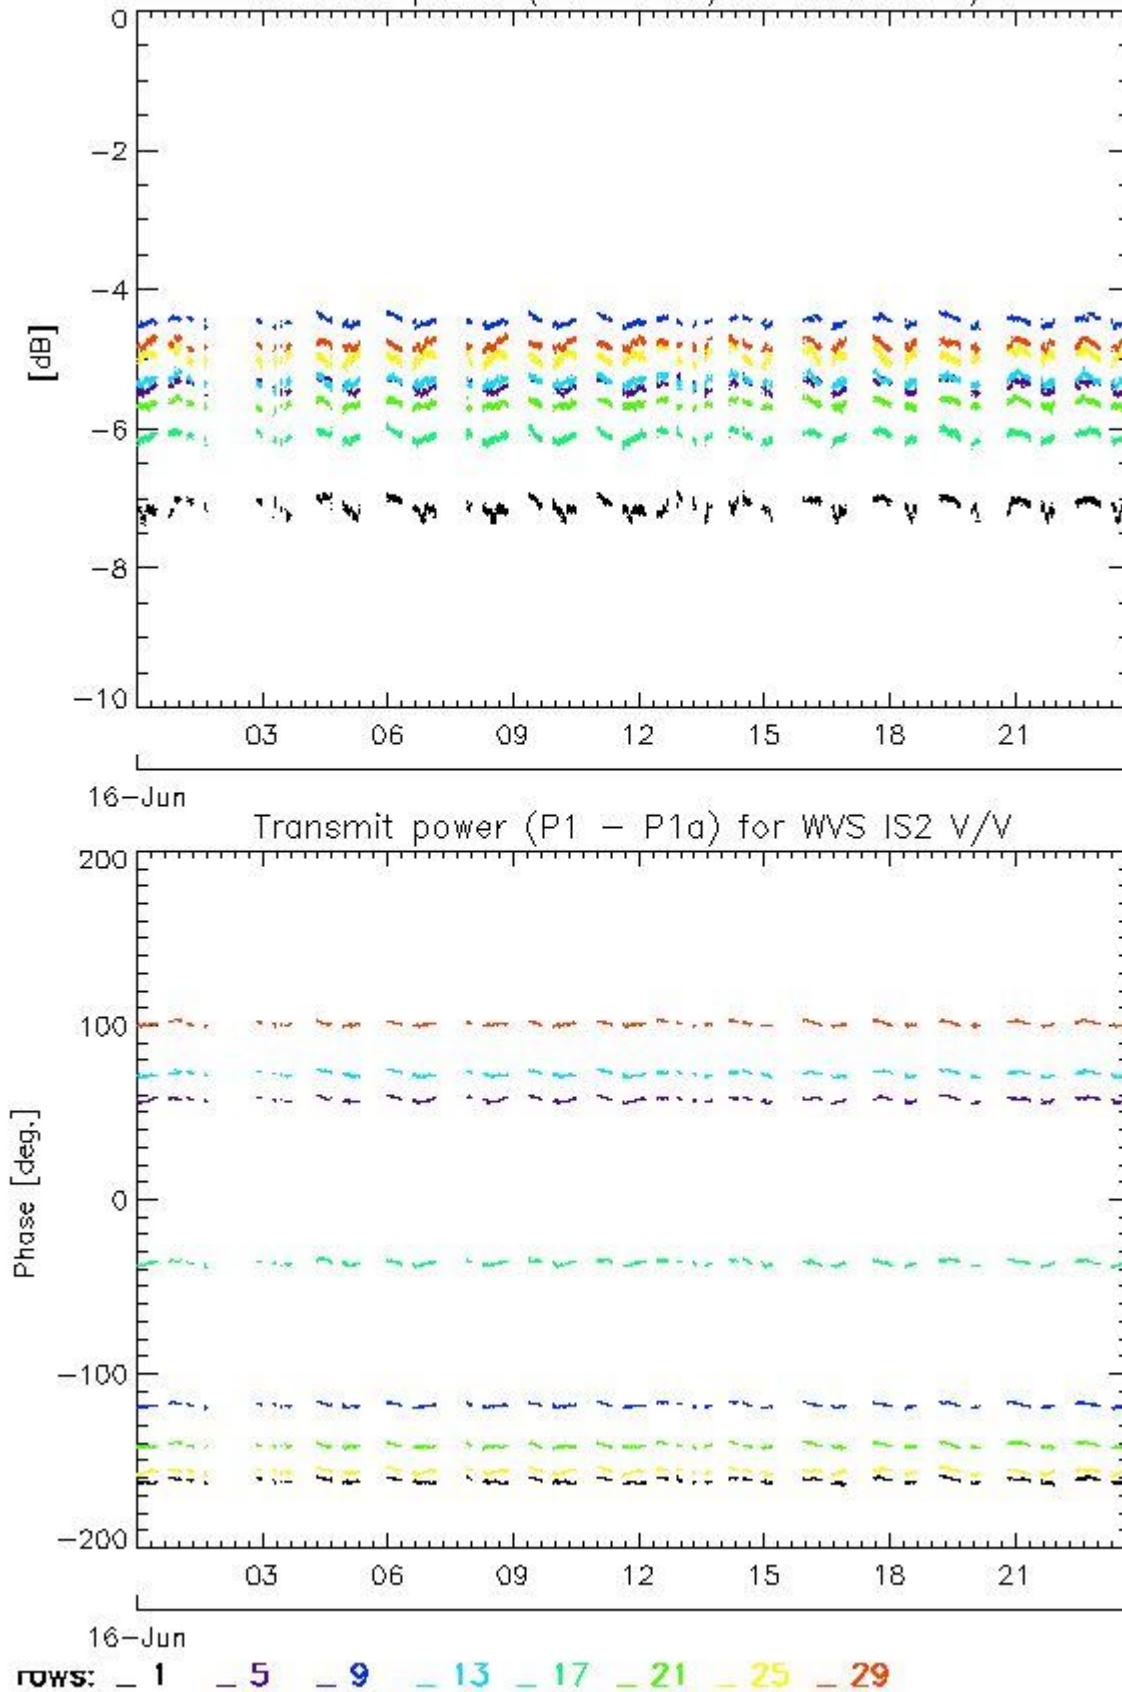 0
−2
−4
[dB]
−6
−8
−10
03 06 09 12 15 18 21
16−Jun
Transmit power (P1 − P1a) for WVS IS2 V/V
200
100
Phase [deg.]
0
−100
−200
03 06 09 12 15 18 21
16−Jun
rows: _ 1 _ 5 _ 9 _ 13 _ 17 _ 21 _ 25 _ 29